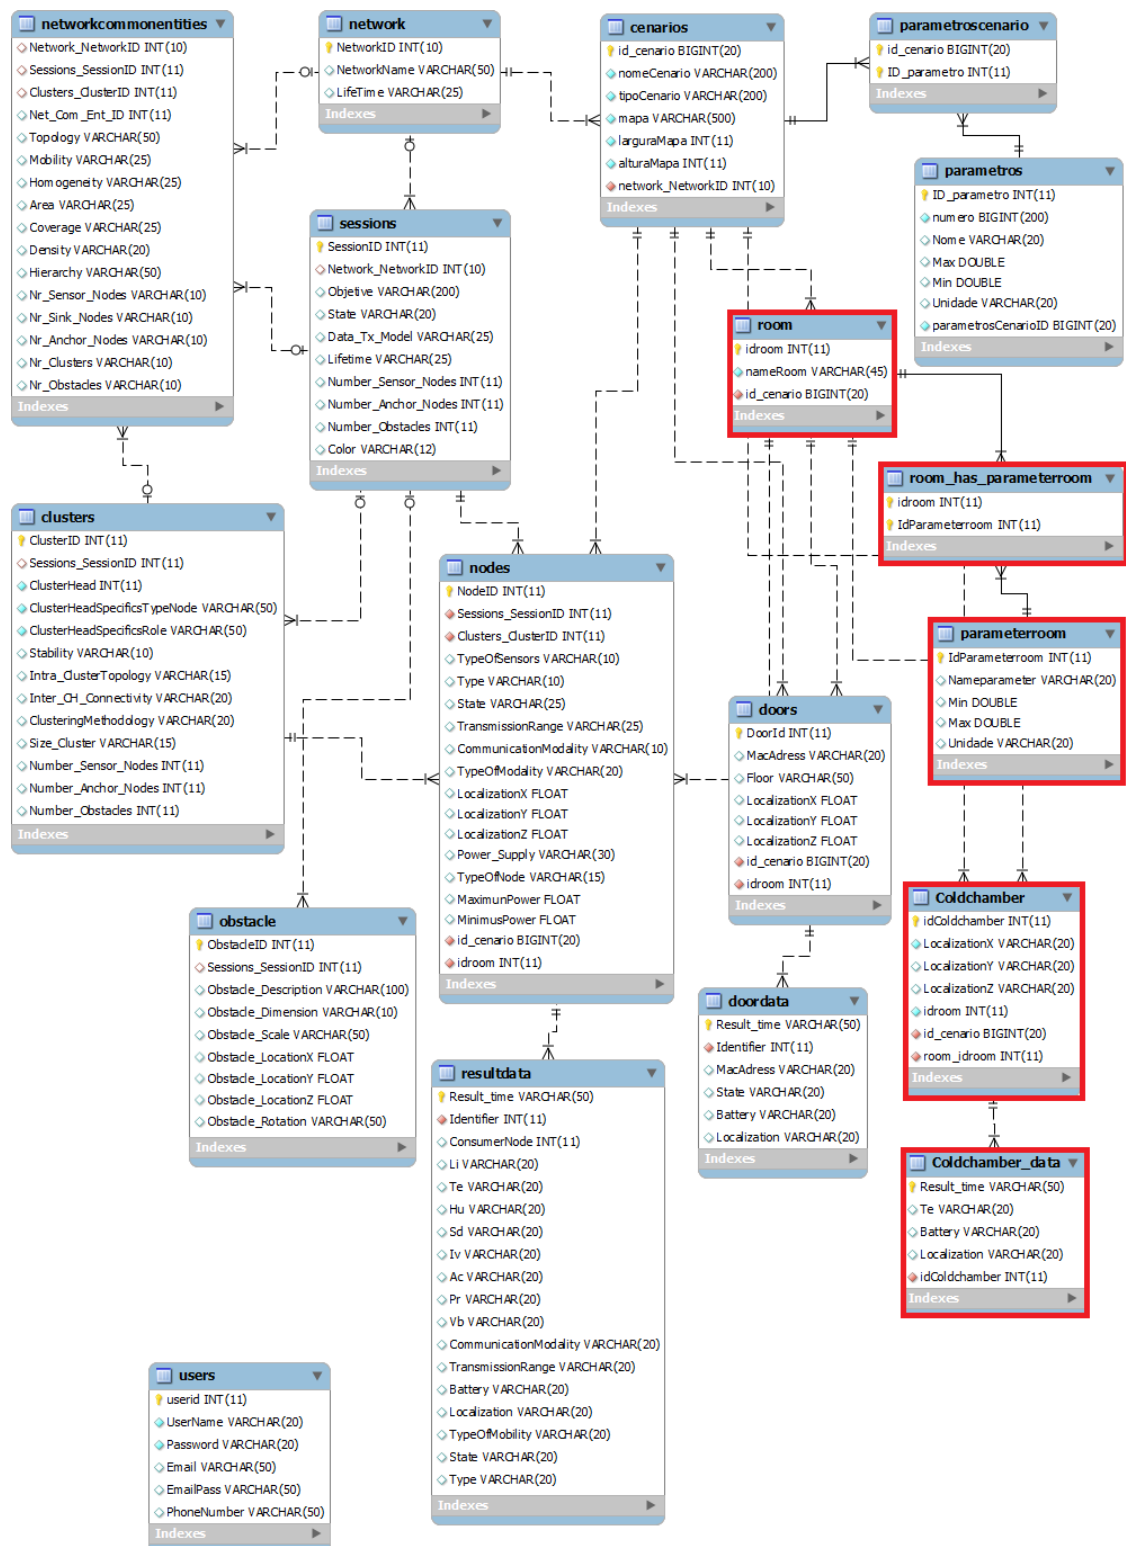 networkcommonentities
Network_NetworkID INT(10)
Sessions_SessionID INT(11)
Clusters_ClusterID INT(11)
Net_Com_Ent_ID INT(11)
Topology VARCHAR(50)
Mobility VARCHAR(25)
Homogeneity VARCHAR(25)
Area VARCHAR(25)
Coverage VARCHAR(25)
Density VARCHAR(20)
Hierarchy VARCHAR(50)
Nr_Sensor_Nodes VARCHAR(10)
Nr_Sink_Nodes VARCHAR(10)
Nr_Anchor_Nodes VARCHAR(10)
Nr_Clusters VARCHAR(10)
Nr_Obstacles VARCHAR(10)
Indexes
network
NetworkID INT(10)
NetworkName VARCHAR(50)
LifeTime VARCHAR(25)
Indexes
cenarios
id_cenario BIGINT(20)
nomeCenario VARCHAR(200)
tipoCenario VARCHAR(200)
mapa VARCHAR(500)
larguraMapa INT(11)
alturaMapa INT(11)
network_NetworkID INT(10)
Indexes
parametroscenario
id_cenario BIGINT(20)
ID_parametro INT(11)
Indexes
parametros
ID_parametro INT(11)
numero BIGINT(200)
Nome VARCHAR(20)
Max DOUBLE
Min DOUBLE
Unidade VARCHAR(20)
parametrosCenarioID BIGINT(20)
Indexes
sessions
SessionID INT(11)
Network_NetworkID INT(10)
Objetive VARCHAR(200)
State VARCHAR(20)
Data_Tx_Model VARCHAR(25)
Lifetime VARCHAR(25)
Number_Sensor_Nodes INT(11)
Number_Anchor_Nodes INT(11)
Number_Obstacles INT(11)
Color VARCHAR(12)
Indexes
room
idroom INT(11)
nameRoom VARCHAR(45)
id_cenario BIGINT(20)
Indexes
room_has_parameterroom
idroom INT(11)
IdParameterroom INT(11)
Indexes
clusters
ClusterID INT(11)
Sessions_SessionID INT(11)
ClusterHead INT(11)
ClusterHeadSpecificsTypeNode VARCHAR(50)
ClusterHeadSpecificsRole VARCHAR(50)
Stability VARCHAR(10)
Intra_ClusterTopology VARCHAR(15)
Inter_CH_Connectivity VARCHAR(20)
ClusteringMethodology VARCHAR(20)
Size_Cluster VARCHAR(15)
Number_Sensor_Nodes INT(11)
Number_Anchor_Nodes INT(11)
Number_Obstacles INT(11)
Indexes
nodes
NodeID INT(11)
Sessions_SessionID INT(11)
Clusters_ClusterID INT(11)
TypeOfSensors VARCHAR(10)
Type VARCHAR(10)
State VARCHAR(25)
TransmissionRange VARCHAR(25)
CommunicationModality VARCHAR(10)
TypeOfModality VARCHAR(20)
LocalizationX FLOAT
LocalizationY FLOAT
LocalizationZ FLOAT
Power_Supply VARCHAR(30)
TypeOfNode VARCHAR(15)
MaximunPower FLOAT
MinimusPower FLOAT
id_cenario BIGINT(20)
idroom INT(11)
Indexes
parameterroom
IdParameterroom INT(11)
Nameparameter VARCHAR(20)
Min DOUBLE
Max DOUBLE
Unidade VARCHAR(20)
Indexes
doors
DoorId INT(11)
MacAdress VARCHAR(20)
Floor VARCHAR(50)
LocalizationX FLOAT
LocalizationY FLOAT
LocalizationZ FLOAT
id_cenario BIGINT(20)
idroom INT(11)
Indexes
Coldchamber
idColdchamber INT(11)
LocalizationX VARCHAR(20)
LocalizationY VARCHAR(20)
LocalizationZ VARCHAR(20)
idroom INT(11)
id_cenario BIGINT(20)
room_idroom INT(11)
Indexes
obstacle
ObstacleID INT(11)
Sessions_SessionID INT(11)
Obstacle_Description VARCHAR(100)
Obstacle_Dimension VARCHAR(10)
Obstacle_Scale VARCHAR(50)
Obstacle_LocationX FLOAT
Obstacle_LocationY FLOAT
Obstacle_LocationZ FLOAT
Obstacle_Rotation VARCHAR(50)
Indexes
doordata
Result_time VARCHAR(50)
Identifier INT(11)
MacAdress VARCHAR(20)
State VARCHAR(20)
Battery VARCHAR(20)
Localization VARCHAR(20)
Indexes
resultdata
Result_time VARCHAR(50)
Identifier INT(11)
ConsumerNode INT(11)
Li VARCHAR(20)
Te VARCHAR(20)
Hu VARCHAR(20)
Sd VARCHAR(20)
Iv VARCHAR(20)
Ac VARCHAR(20)
Pr VARCHAR(20)
Vb VARCHAR(20)
CommunicationModality VARCHAR(20)
TransmissionRange VARCHAR(20)
Battery VARCHAR(20)
Localization VARCHAR(20)
TypeOfMobility VARCHAR(20)
State VARCHAR(20)
Type VARCHAR(20)
Indexes
Coldchamber_data
Result_time VARCHAR(50)
Te VARCHAR(20)
Battery VARCHAR(20)
Localization VARCHAR(20)
idColdchamber INT(11)
Indexes
users
userid INT(11)
UserName VARCHAR(20)
Password VARCHAR(20)
Email VARCHAR(50)
EmailPass VARCHAR(50)
PhoneNumber VARCHAR(50)
Indexes